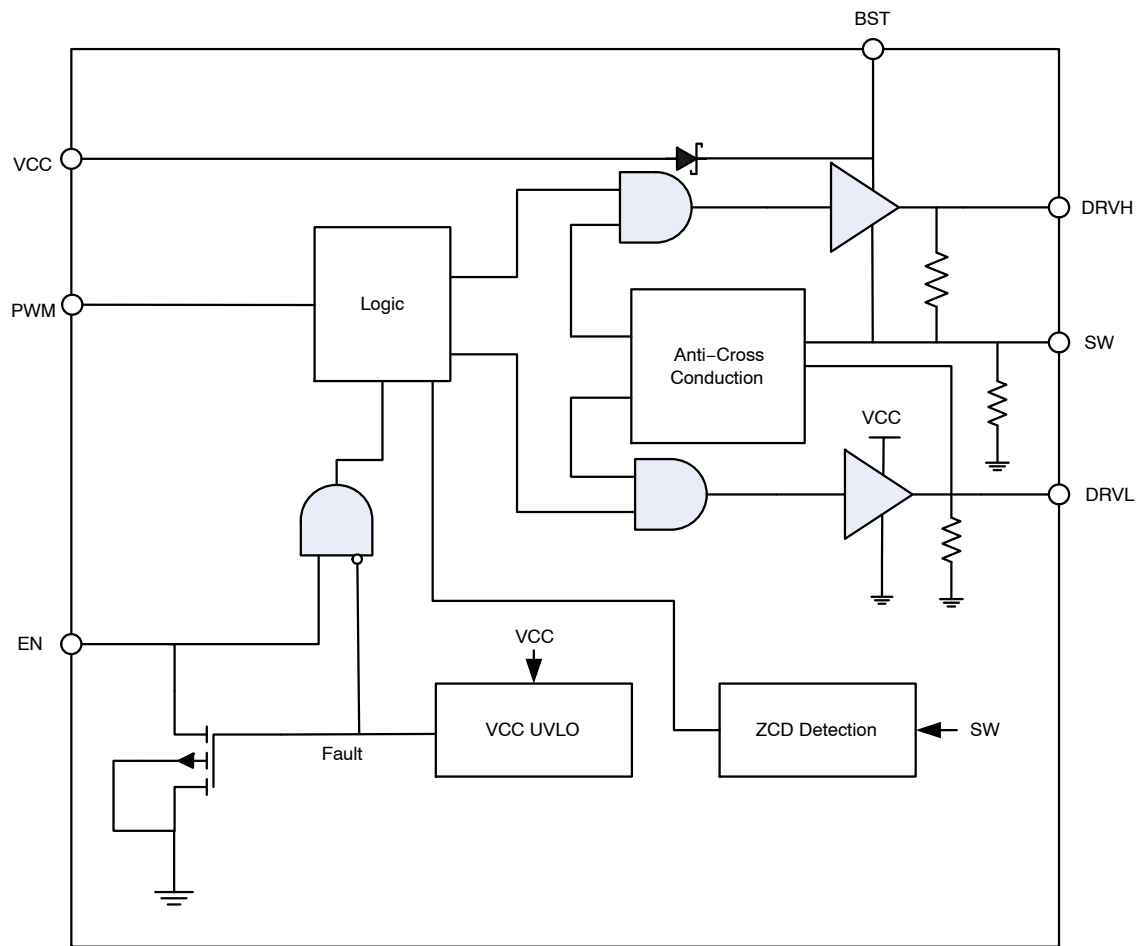 BST
VCC
DRVH
PWM
Logic
SW
Anti−Cross
Conduction
VCC
DRVL
EN
VCC
VCC UVLO
ZCD Detection
SW
Fault